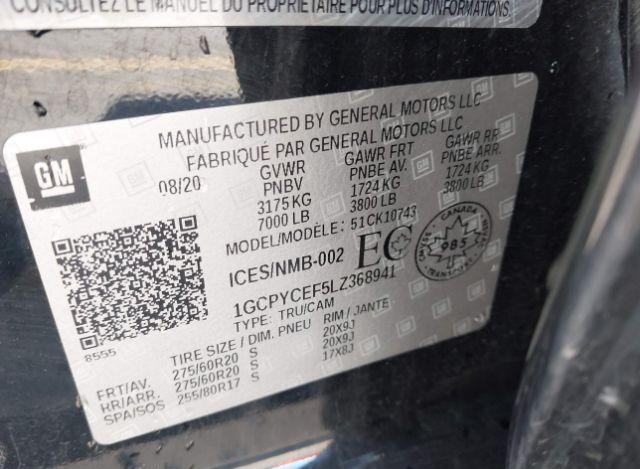 CONSULTEZ LE MANUEL DU PROPRIÉTAIRE POUR PLUS D'INFORMATIONS.
GM
MANUFACTURED BY GENERAL MOTORS LLC
FABRIQUÉ PAR GENERAL MOTORS LLC
08/20 GVWR GAWR FRT GAWR RR
PNBV PNBE AV. PNBE ARR.
3175 KG 1724 KG 1724 KG
7000 LB 3800 LB 3800 LB
MODEL/MODÈLE: 51CK10743
ICES/NMB-002 EC
CANADA
985
TRANSPORT
1GCPYCEF5LZ368941
TYPE: TRU/CAM
8555
TIRE SIZE / DIM. PNEU RIM / JANTE
FRT/AV. 275/60R20 S 20X9J
RR/ARR. 275/60R20 S 20X9J
SPA/SOS 255/80R17 S 17X8J